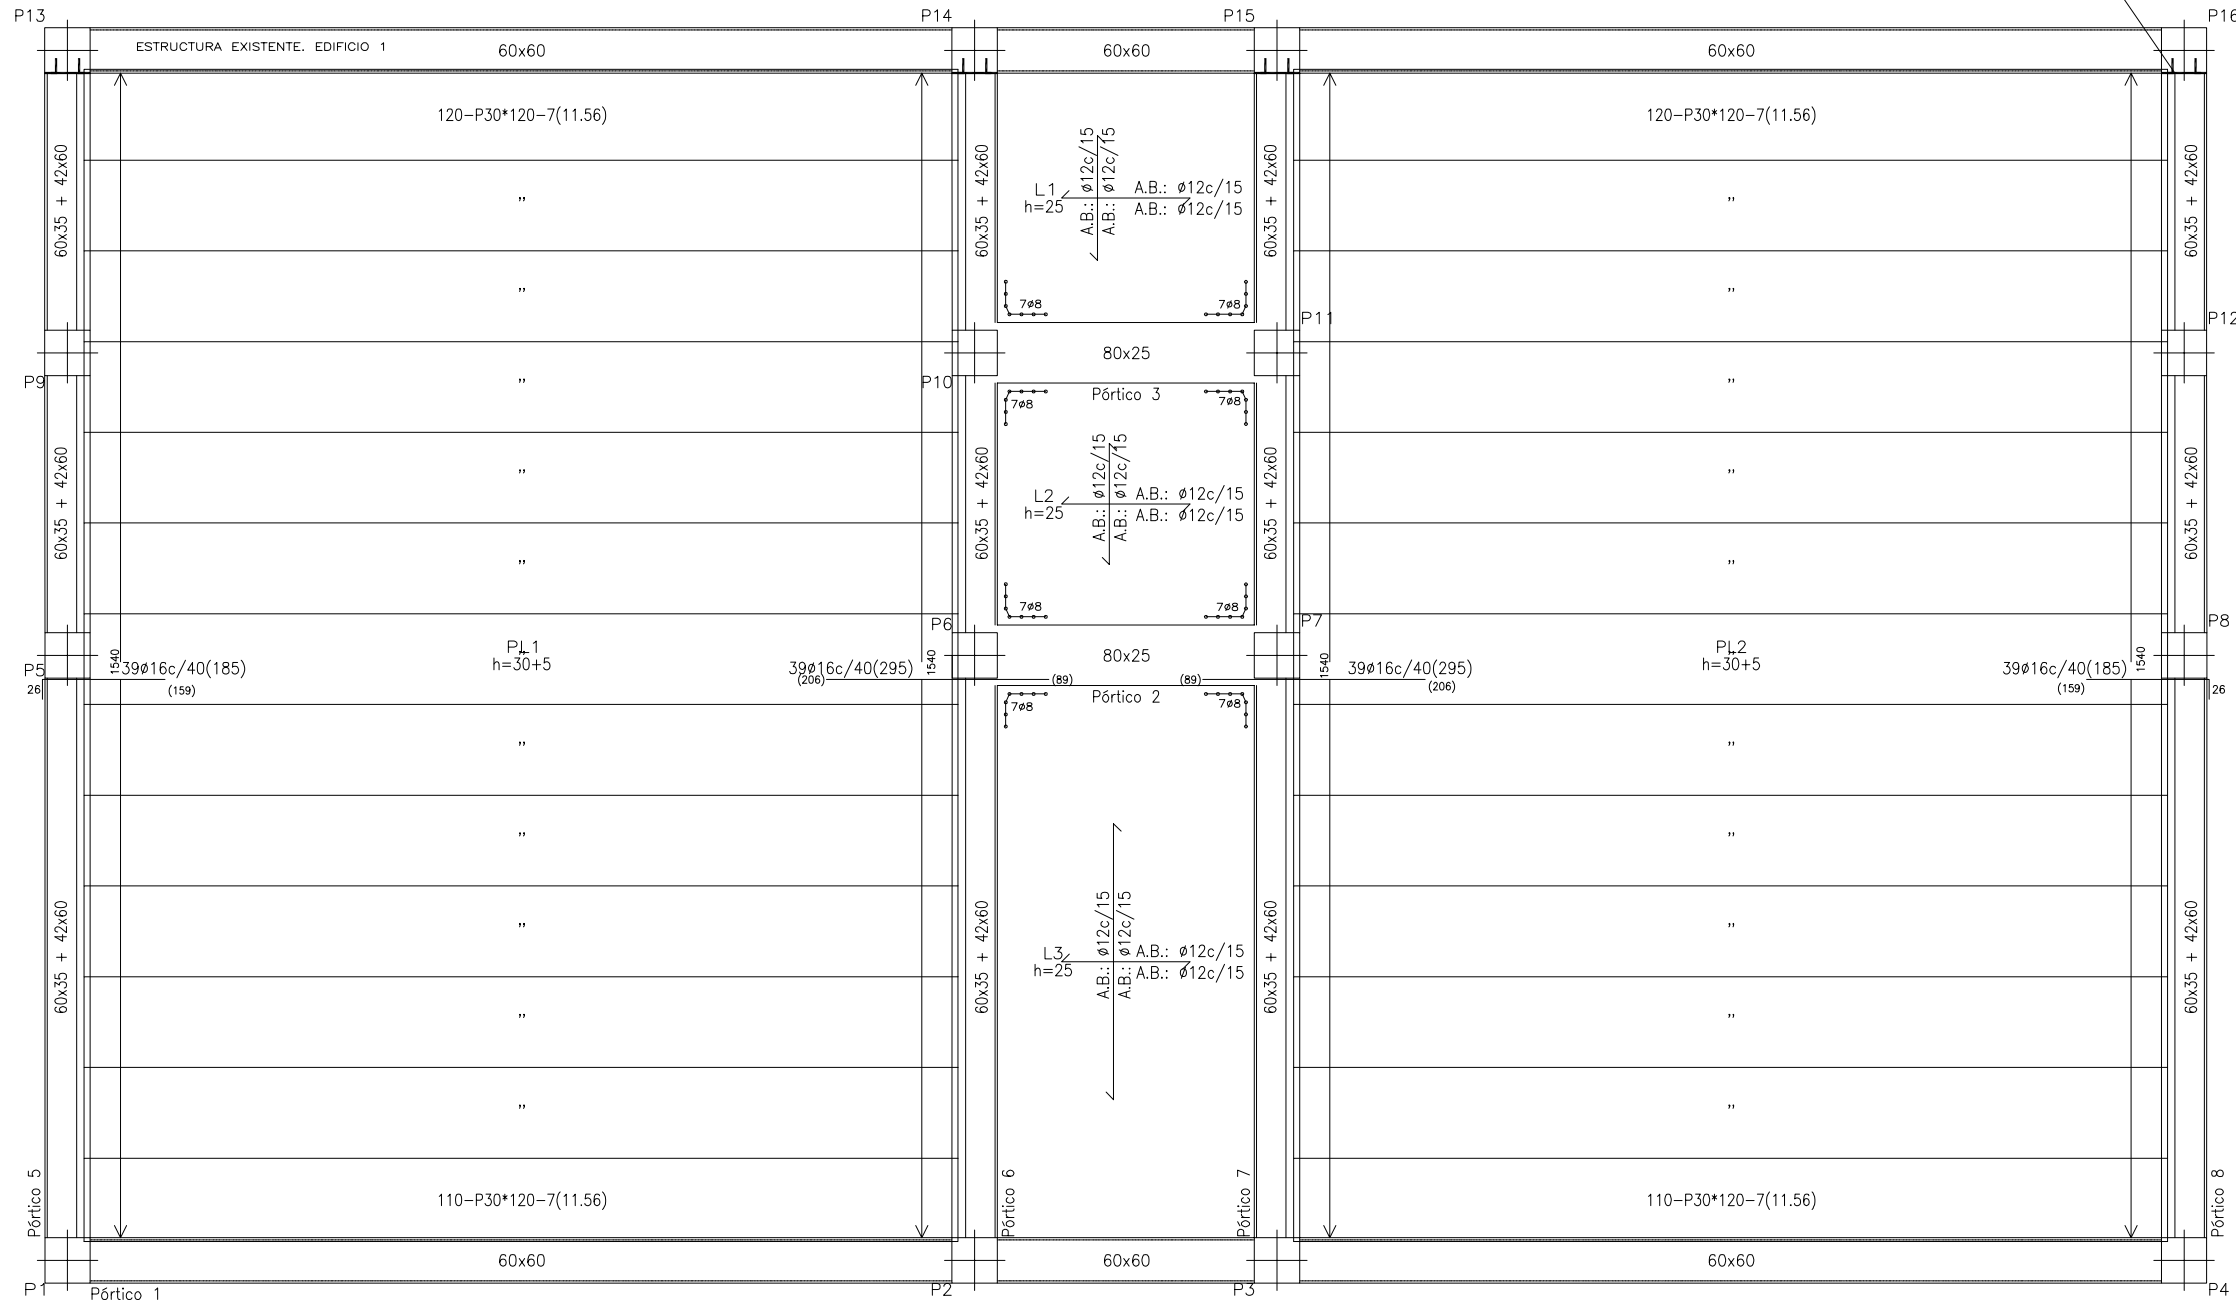 P13
P14
P15
P16
ESTRUCTURA EXISTENTE. EDIFICIO 1
60x60
60x60
60x60
120-P30*120-7(11.56)
120-P30*120-7(11.56)
60x35 + 42x60
60x35 + 42x60
60x35 + 42x60
60x35 + 42x60
L1
h=25
A.B.: ø12c/15
A.B.: ø12c/15
A.B.: ø12c/15
A.B.: ø12c/15
"
"
"
"
7ø8
7ø8
P11
P12
80x25
P9
P10
"
"
Pórtico 3
7ø8
7ø8
60x35 + 42x60
60x35 + 42x60
60x35 + 42x60
60x35 + 42x60
"
"
L2
h=25
A.B.: ø12c/15
A.B.: ø12c/15
A.B.: ø12c/15
A.B.: ø12c/15
"
"
7ø8
7ø8
P6
P7
P8
PL1
h=30+5
80x25
PL2
h=30+5
P5
1540
39ø16c/40(185)
39ø16c/40(295)
1540
1540
39ø16c/40(295)
39ø16c/40(185)
1540
26
(159)
(206)
(89)
(89)
(206)
(159)
26
Pórtico 2
7ø8
7ø8
"
"
"
"
60x35 + 42x60
60x35 + 42x60
60x35 + 42x60
60x35 + 42x60
L3
h=25
A.B.: ø12c/15
A.B.: ø12c/15
A.B.: ø12c/15
A.B.: ø12c/15
"
"
"
"
"
"
Pórtico 5
Pórtico 6
Pórtico 7
Pórtico 8
110-P30*120-7(11.56)
110-P30*120-7(11.56)
60x60
60x60
60x60
P1
Pórtico 1
P2
P3
P4